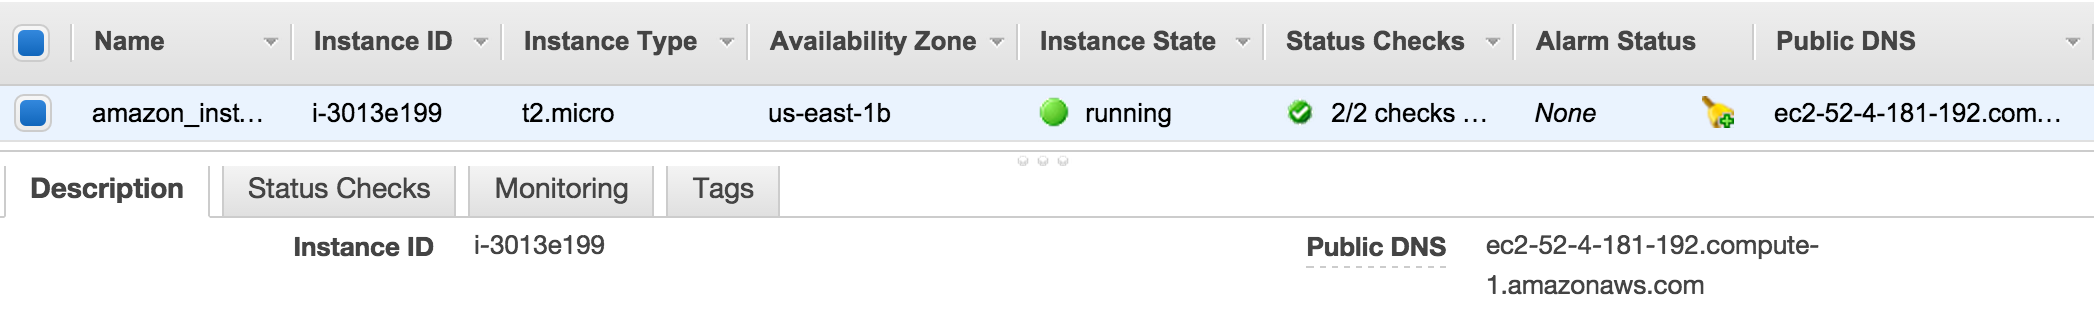 Name Instance ID Instance Type Availability Zone Instance State Status Checks Alarm Status Public DNS
amazon_inst... i-3013e199 t2.micro us-east-1b running 2/2 checks ... None ec2-52-4-181-192.com...
Description Status Checks Monitoring Tags
Instance ID i-3013e199 Public DNS ec2-52-4-181-192.compute-
1.amazonaws.com